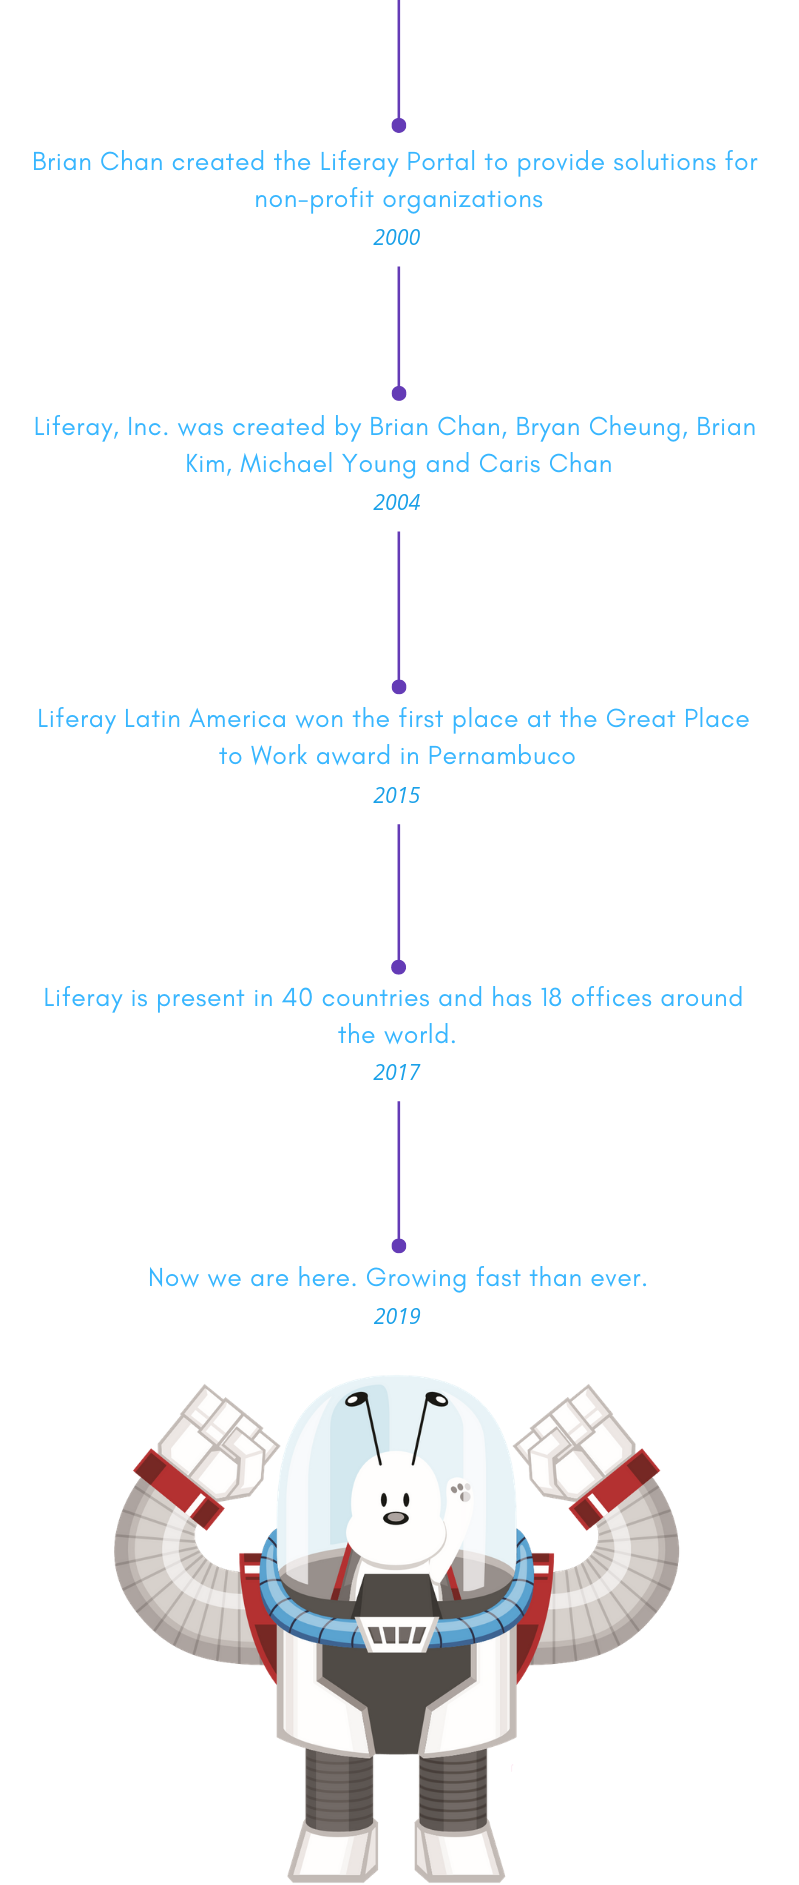 Brian Chan created the Liferay Portal to provide solutions for
non-profit organizations
2000
Liferay, Inc. was created by Brian Chan, Bryan Cheung, Brian
Kim, Michael Young and Caris Chan
2004
Liferay Latin America won the first place at the Great Place
to Work award in Pernambuco
2015
Liferay is present in 40 countries and has 18 offices around
the world.
2017
Now we are here. Growing fast than ever.
2019